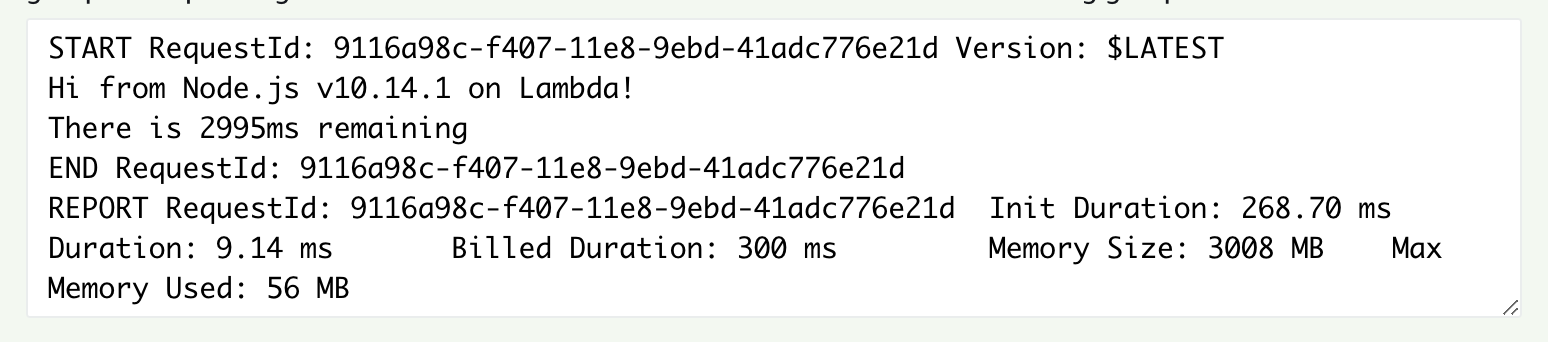 START RequestId: 9116a98c-f407-11e8-9ebd-41adc776e21d Version: $LATEST
Hi from Node.js v10.14.1 on Lambda!
There is 2995ms remaining
END RequestId: 9116a98c-f407-11e8-9ebd-41adc776e21d
REPORT RequestId: 9116a98c-f407-11e8-9ebd-41adc776e21d  Init Duration: 268.70 ms
Duration: 9.14 ms       Billed Duration: 300 ms         Memory Size: 3008 MB    Max
Memory Used: 56 MB